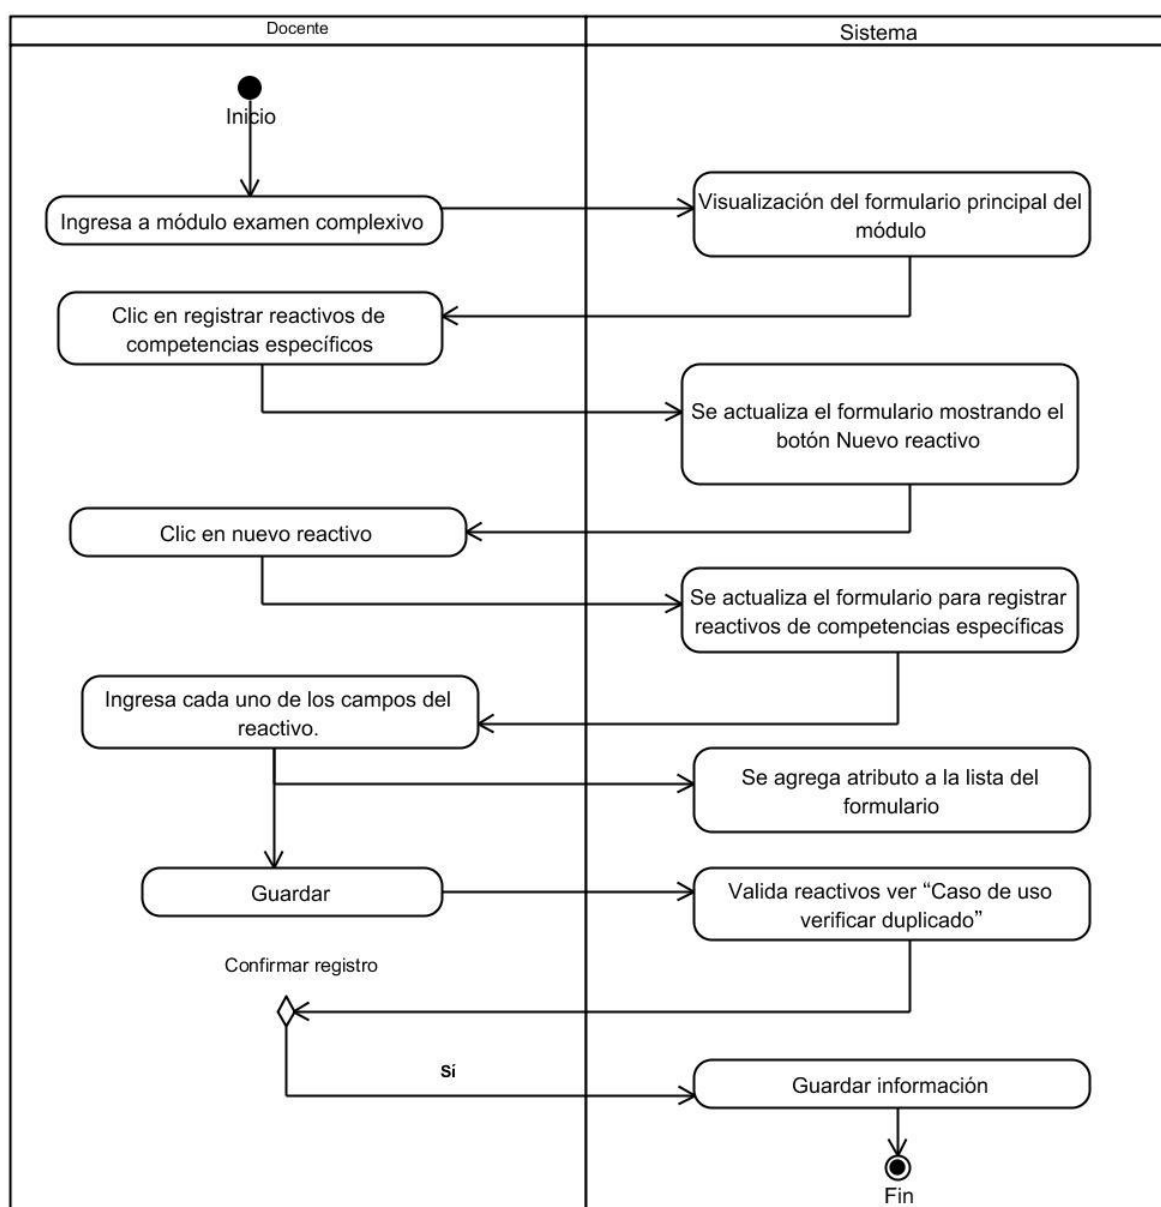 Docente
Sistema
Inicio
Ingresa a módulo examen complexivo
Visualización del formulario principal del
módulo
Clic en registrar reactivos de
competencias específicos
Se actualiza el formulario mostrando el
botón Nuevo reactivo
Clic en nuevo reactivo
Se actualiza el formulario para registrar
reactivos de competencias específicas
Ingresa cada uno de los campos del
reactivo.
Se agrega atributo a la lista del
formulario
Guardar
Valida reactivos ver “Caso de uso
verificar duplicado”
Confirmar registro
Sí
Guardar información
Fin